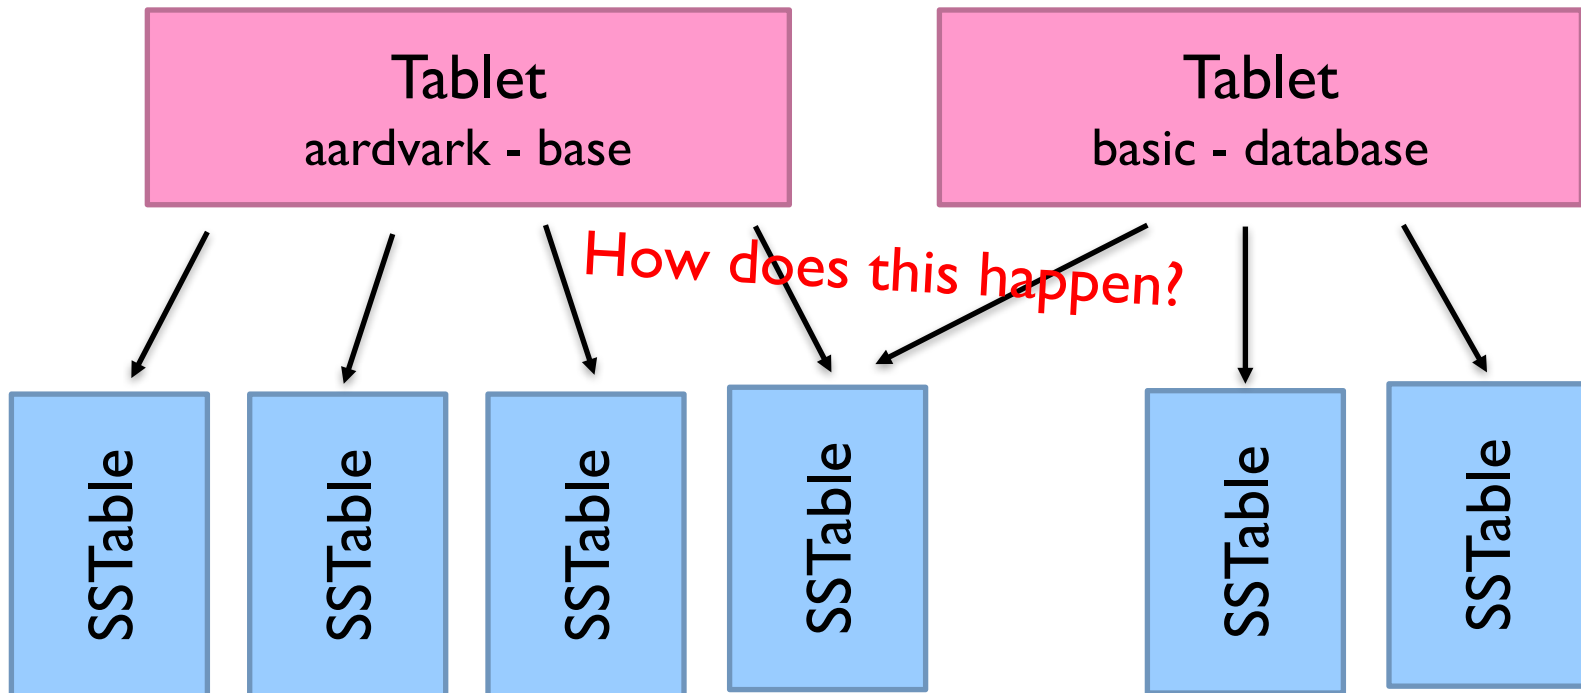 Tablet
aardvark - base
Tablet
basic - database
How does this happen?
SSTable
SSTable
SSTable
SSTable
SSTable
SSTable